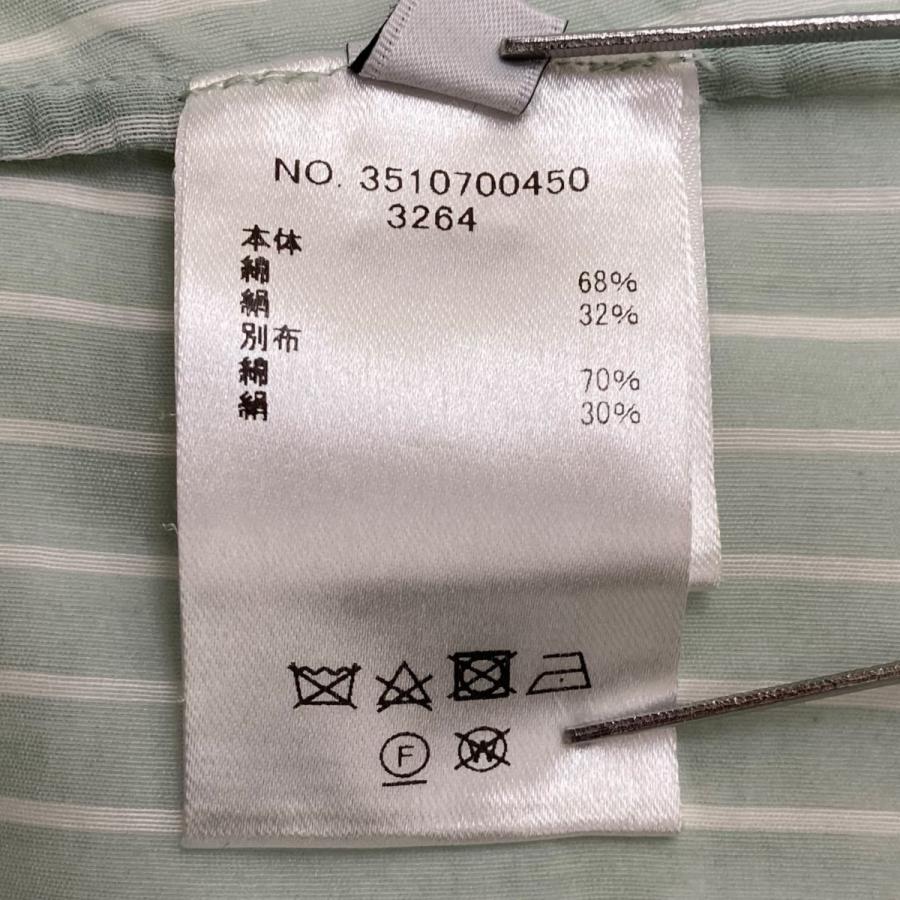 NO. 3510700450
3264
本体
綿 68%
絹 32%
別布
綿 70%
絹 30%
F
W